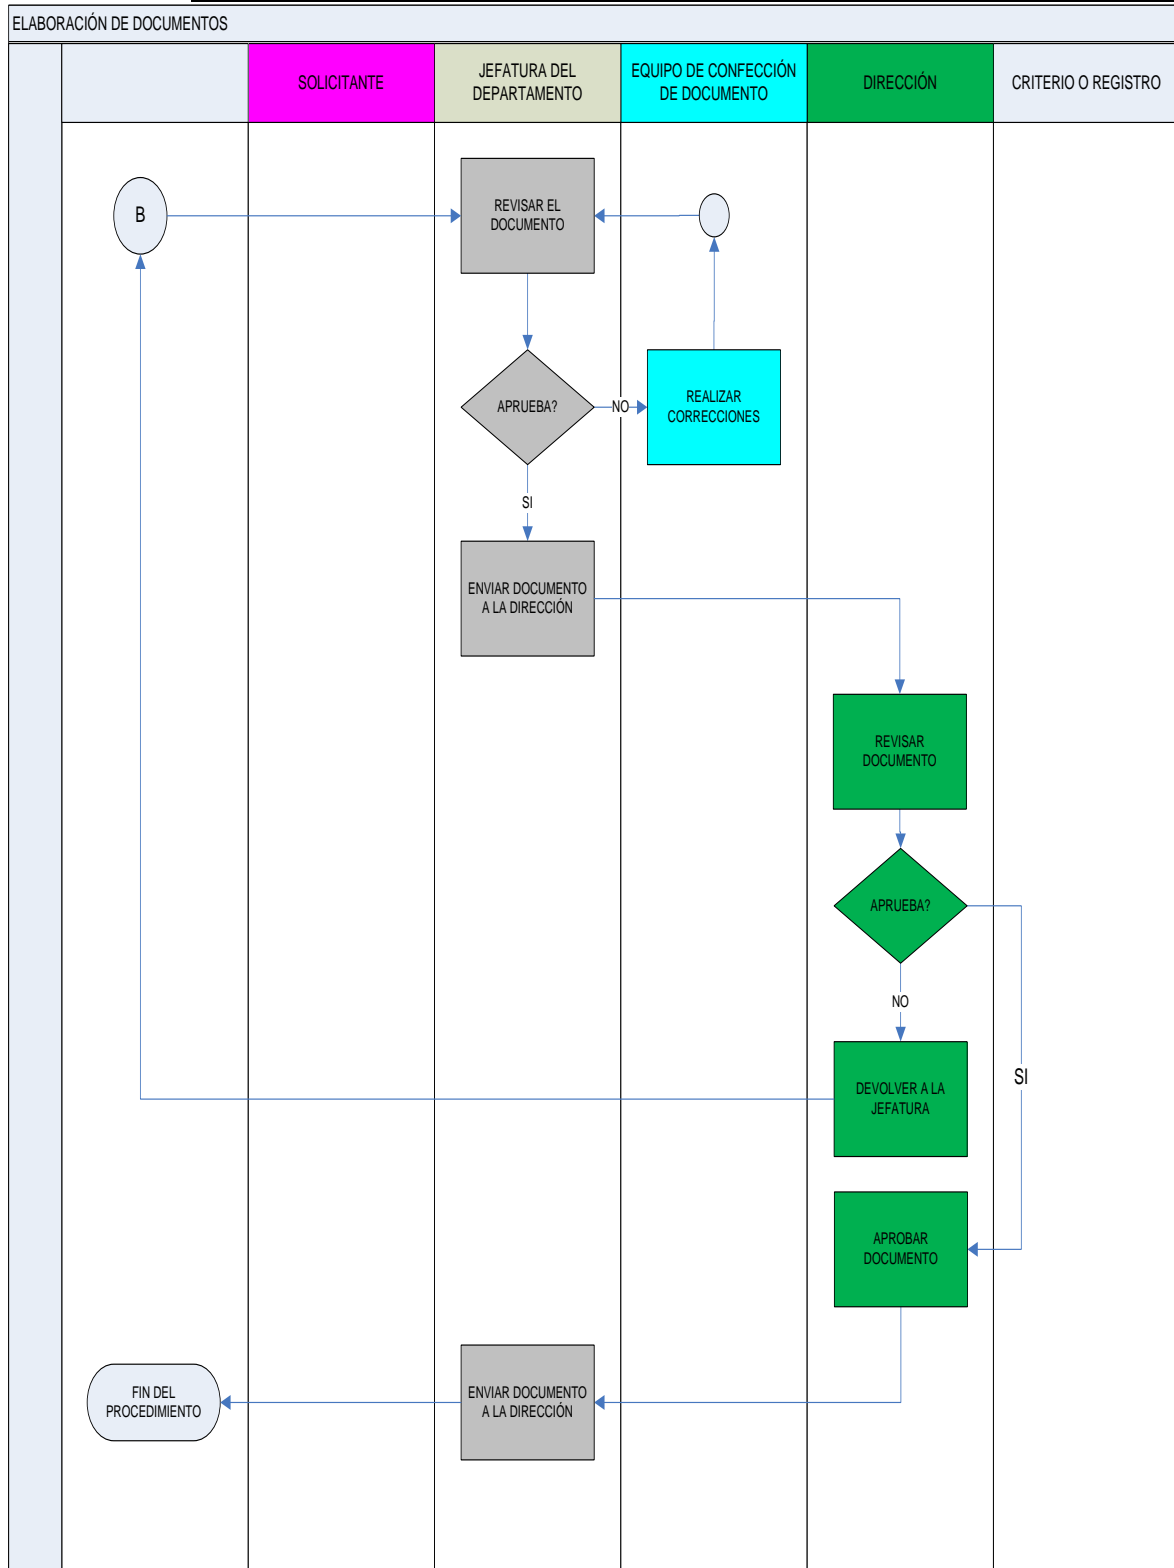 ELABORACIÓN DE DOCUMENTOS
SOLICITANTE
JEFATURA DEL
DEPARTAMENTO
EQUIPO DE CONFECCIÓN
DE DOCUMENTO
DIRECCIÓN
CRITERIO O REGISTRO
B
REVISAR EL
DOCUMENTO
APRUEBA?
NO
REALIZAR
CORRECCIONES
SI
ENVIAR DOCUMENTO
A LA DIRECCIÓN
REVISAR
DOCUMENTO
APRUEBA?
NO
SI
DEVOLVER A LA
JEFATURA
APROBAR
DOCUMENTO
FIN DEL
PROCEDIMIENTO
ENVIAR DOCUMENTO
A LA DIRECCIÓN